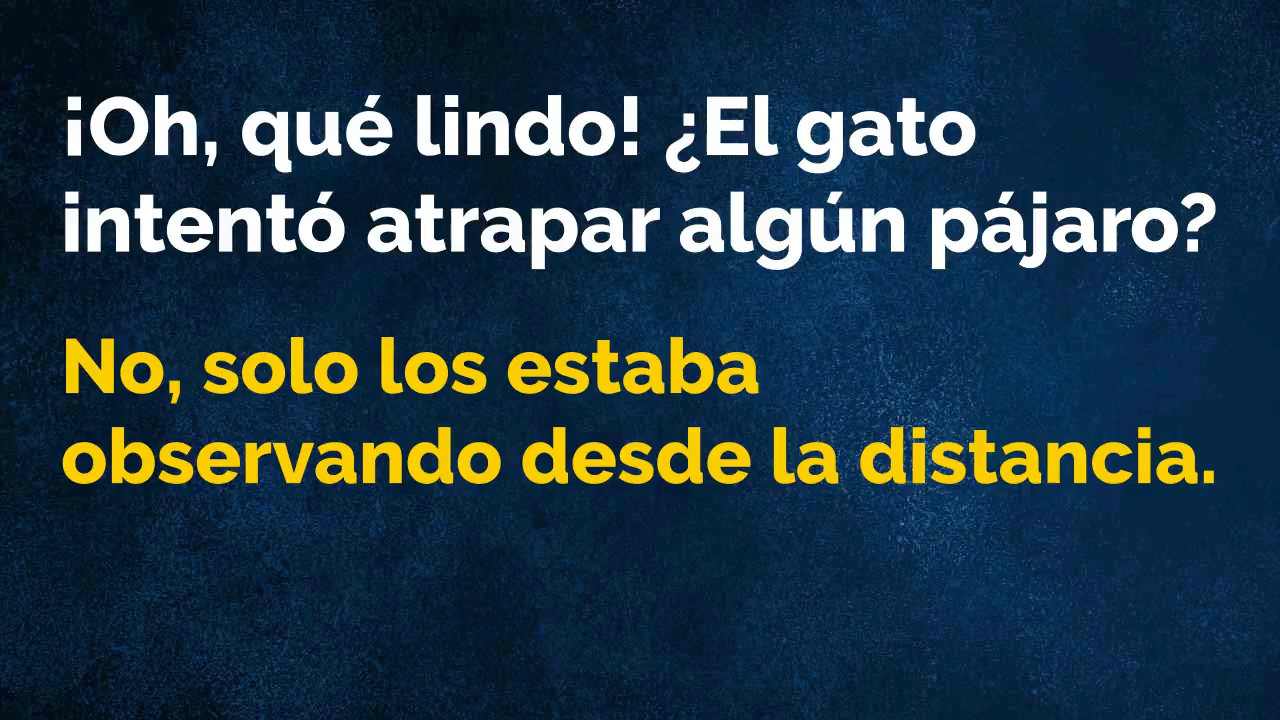 ¡Oh, qué lindo! ¿El gato
intentó atrapar algún pájaro?
No, solo los estaba
observando desde la distancia.